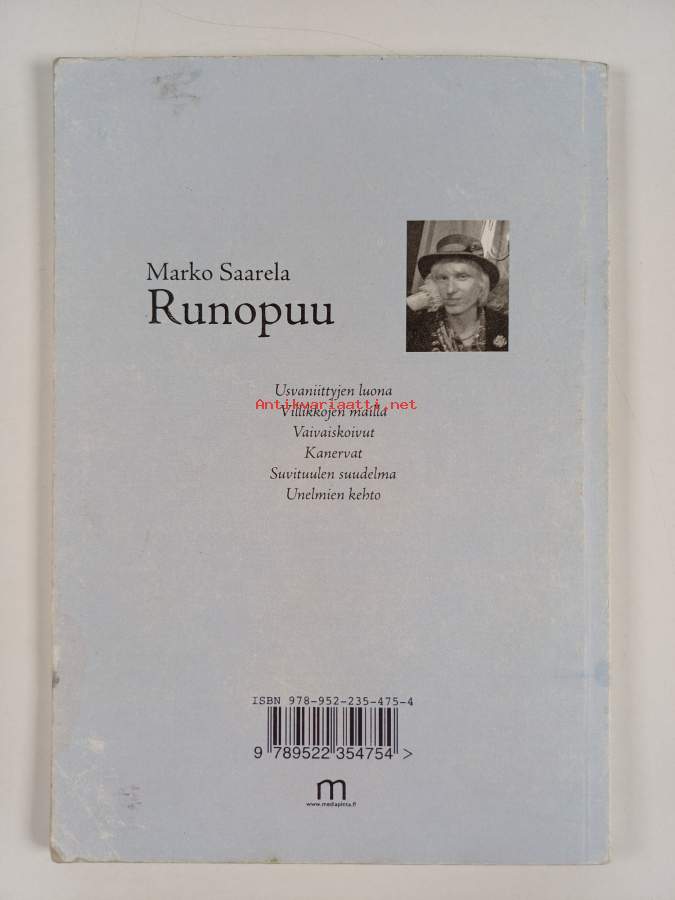 Marko Saarela
Runopuu
Usvaniittyjen luona
Antikvariaatti.net
Villikkojen mailla
Vaivaiskoivut
Kanervat
Suvituulen suudelma
Unelmien kehto
ISBN 978-952-235-475-4
9 789522 354754 >
m
www.mediapinta.fi